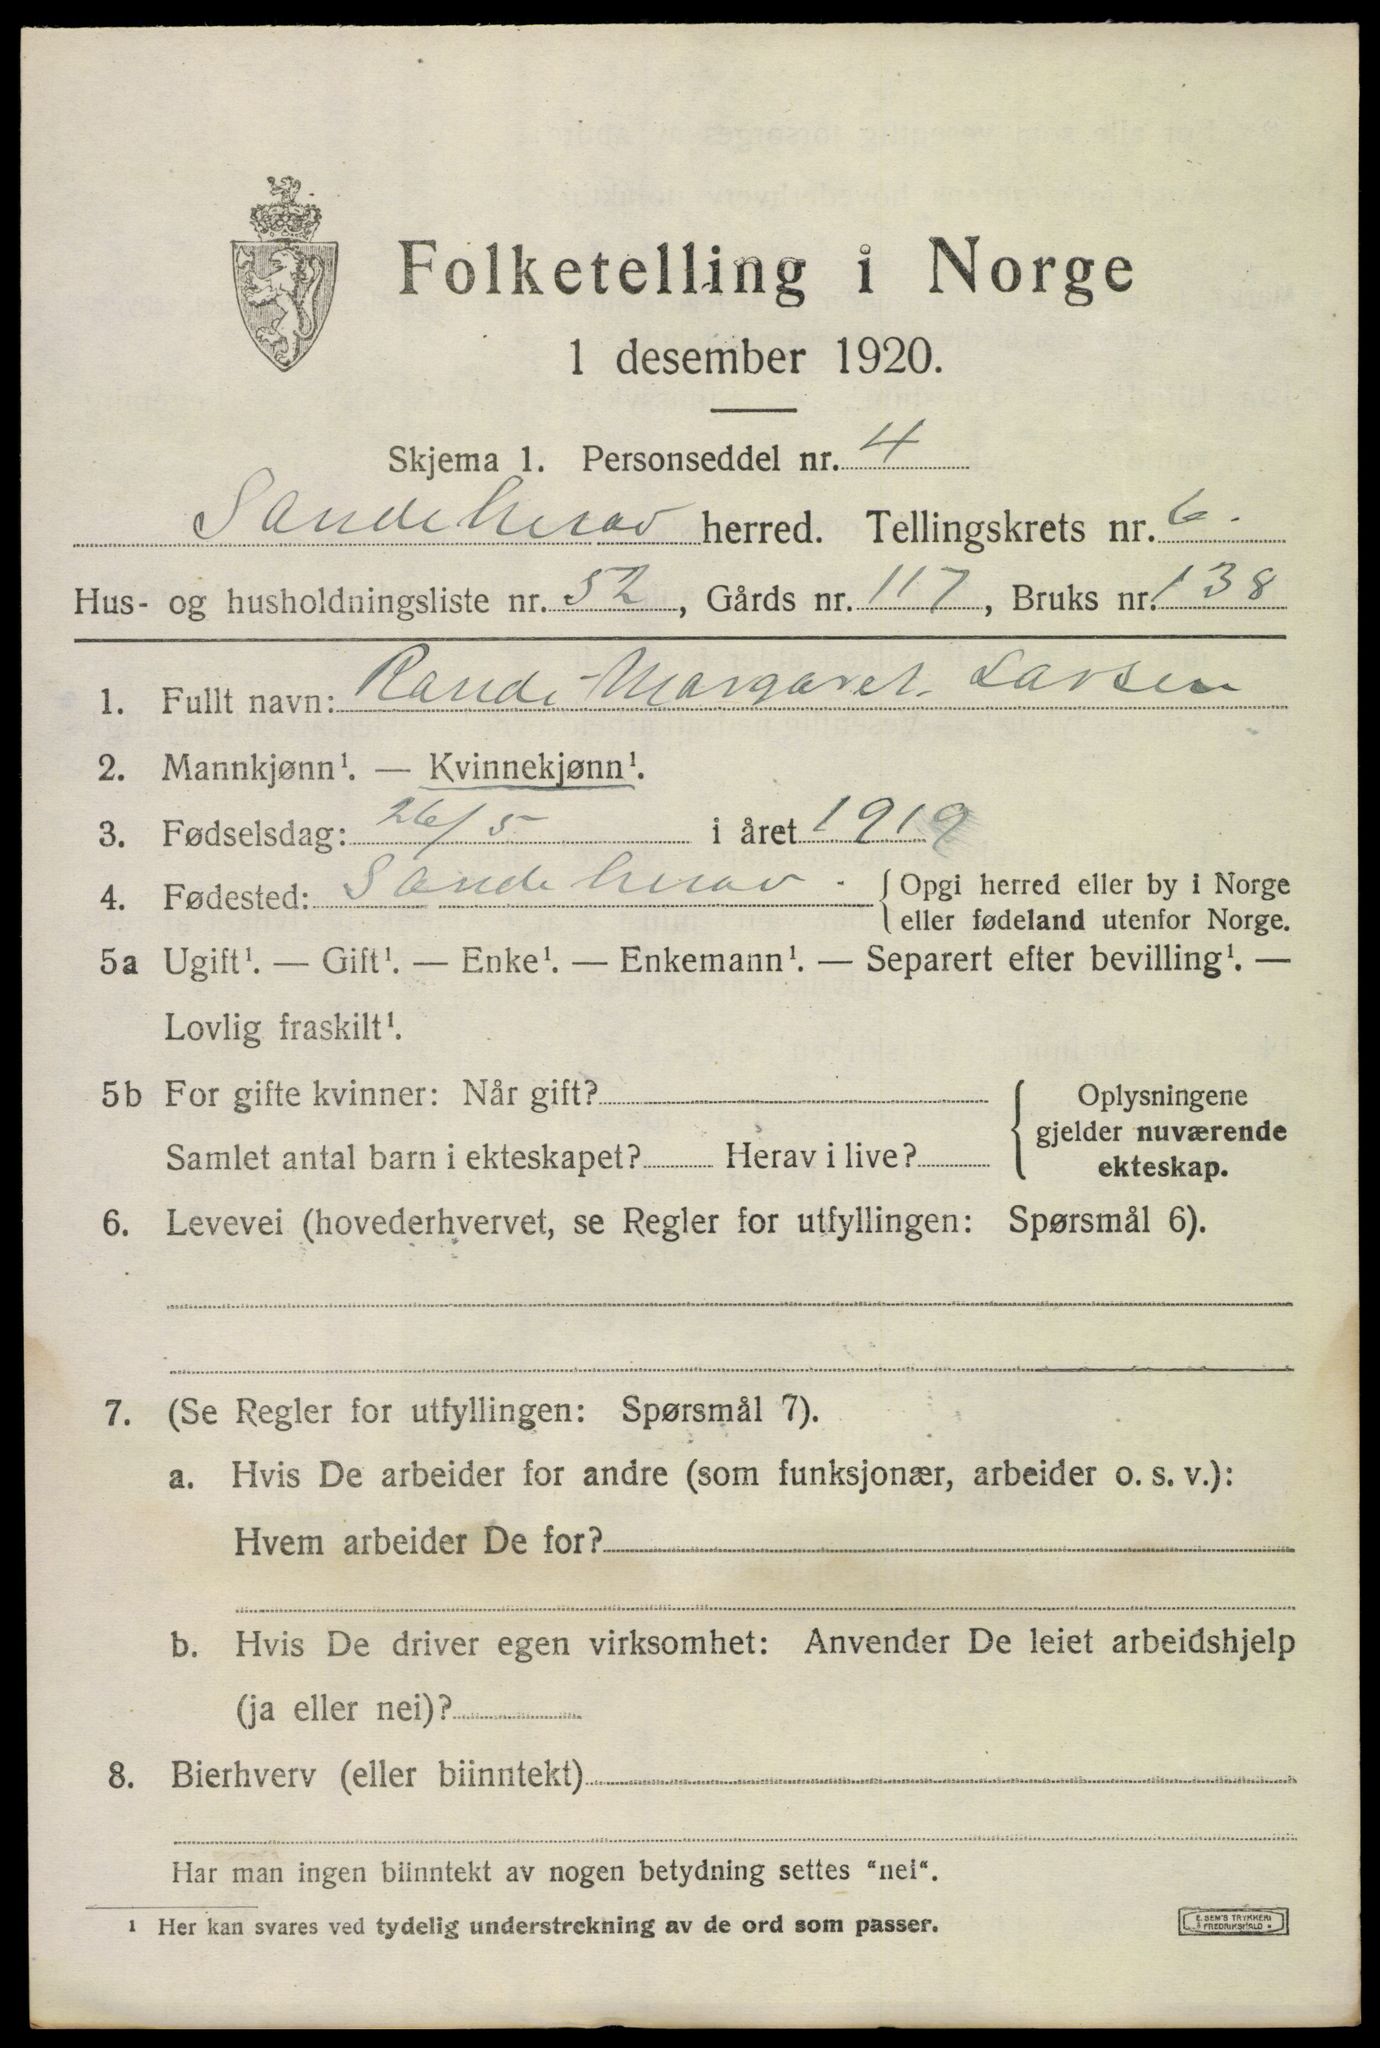 Folketelling i Norge
1 desember 1920.
Skjema 1. Personseddel nr. 4
Sandeherav herred. Tellingskrets nr. 6.
Hus- og husholdningsliste nr. 52, Gårds nr. 117, Bruks nr. 138
1. Fullt navn: Randi Margaret Larsen
2. Mannkjønn¹. — Kvinnekjønn¹.
3. Fødselsdag: 26/5 i året 1919
4. Fødested: Sandeherav. { Opgi herred eller by i Norge
eller fødeland utenfor Norge.
5a Ugift¹. — Gift¹. — Enke¹. — Enkemann¹. — Separert efter bevilling¹. —
Lovlig fraskilt¹.
5b For gifte kvinner: Når gift?
Samlet antal barn i ekteskapet? Herav i live?
{ Oplysningene
gjelder nuværende
ekteskap.
6. Levevei (hovederhvervet, se Regler for utfyllingen: Spørsmål 6).
7. (Se Regler for utfyllingen: Spørsmål 7).
a. Hvis De arbeider for andre (som funksjonær, arbeider o. s. v.):
Hvem arbeider De for?
b. Hvis De driver egen virksomhet: Anvender De leiet arbeidshjelp
(ja eller nei)?
8. Bierhverv (eller biinntekt)
Har man ingen biinntekt av nogen betydning settes "nei".
¹ Her kan svares ved tydelig understrekning av de ord som passer.
E. SEM'S TRYKKERI
FREDRIKSHALD